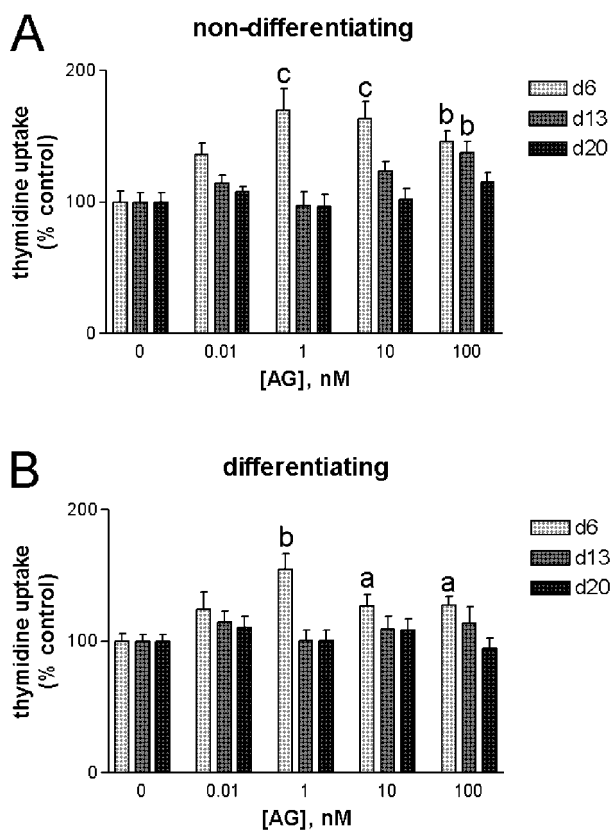 A
non-differentiating
200
100
0
thymidine uptake
(% control)
c
c
b
b
d6
d13
d20
0
0.01
1
10
100
[AG], nM
B
differentiating
200
100
0
thymidine uptake
(% control)
b
a
a
d6
d13
d20
0
0.01
1
10
100
[AG], nM